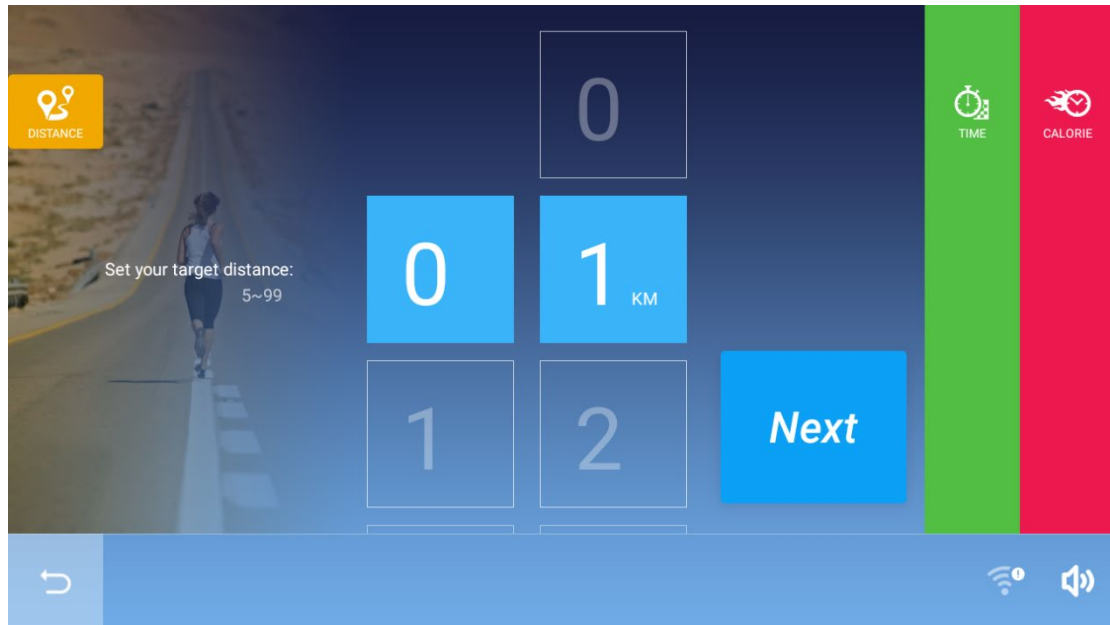 DISTANCE
Set your target distance:
5~99
0
0
1 KM
1
2
Next
TIME
CALORIE